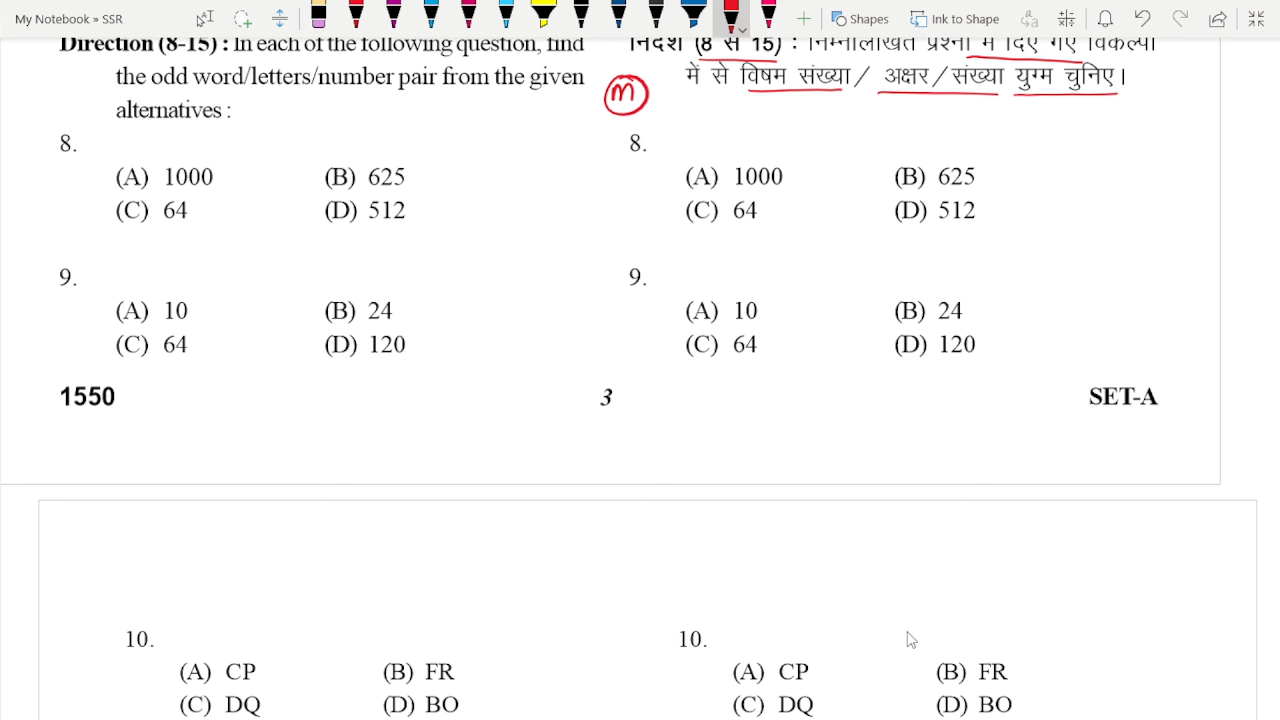 My Notebook » SSR
Shapes
Ink to Shape
Direction (8-15) : In each of the following question, find
the odd word/letters/number pair from the given
alternatives :
8.
(A) 1000 (B) 625
(C) 64 (D) 512
9.
(A) 10 (B) 24
(C) 64 (D) 120
निर्देश (8 से 15) : निम्नलिखित प्रश्नों में दिए गए विकल्पों
में से विषम संख्या/ अक्षर/संख्या युग्म चुनिए।
m
8.
(A) 1000 (B) 625
(C) 64 (D) 512
9.
(A) 10 (B) 24
(C) 64 (D) 120
1550 3 SET-A
10.
(A) CP (B) FR
(C) DQ (D) BO
10.
(A) CP (B) FR
(C) DQ (D) BO